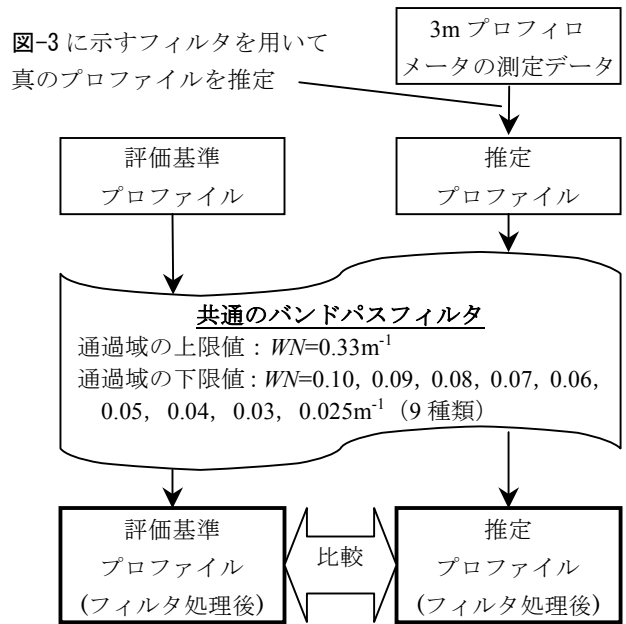 図-3 に示すフィルタを用いて
真のプロファイルを推定
3m プロフィロ
メータの測定データ
評価基準
プロファイル
推定
プロファイル
共通のバンドパスフィルタ
通過域の上限値：WN=0.33m⁻¹
通過域の下限値：WN=0.10, 0.09, 0.08, 0.07, 0.06,
0.05, 0.04, 0.03, 0.025m⁻¹（9 種類）
評価基準
プロファイル
(フィルタ処理後)
比較
推定
プロファイル
(フィルタ処理後)